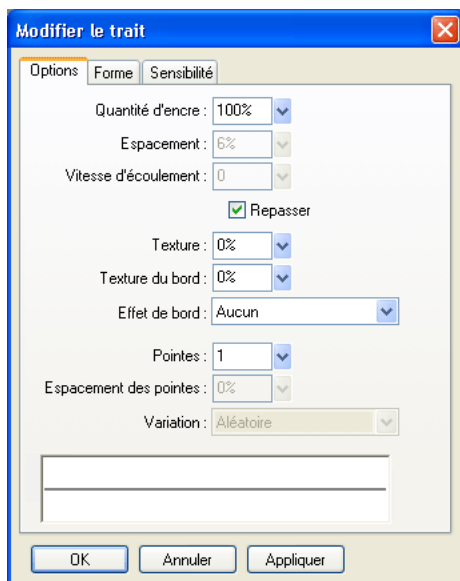 Modifier le trait
Options Forme Sensibilité
Quantité d'encre : 100%
Espacement : 6%
Vitesse d'écoulement : 0
Repasser
Texture : 0%
Texture du bord : 0%
Effet de bord : Aucun
Pointes : 1
Espacement des pointes : 0%
Variation : Aléatoire
OK Annuler Appliquer